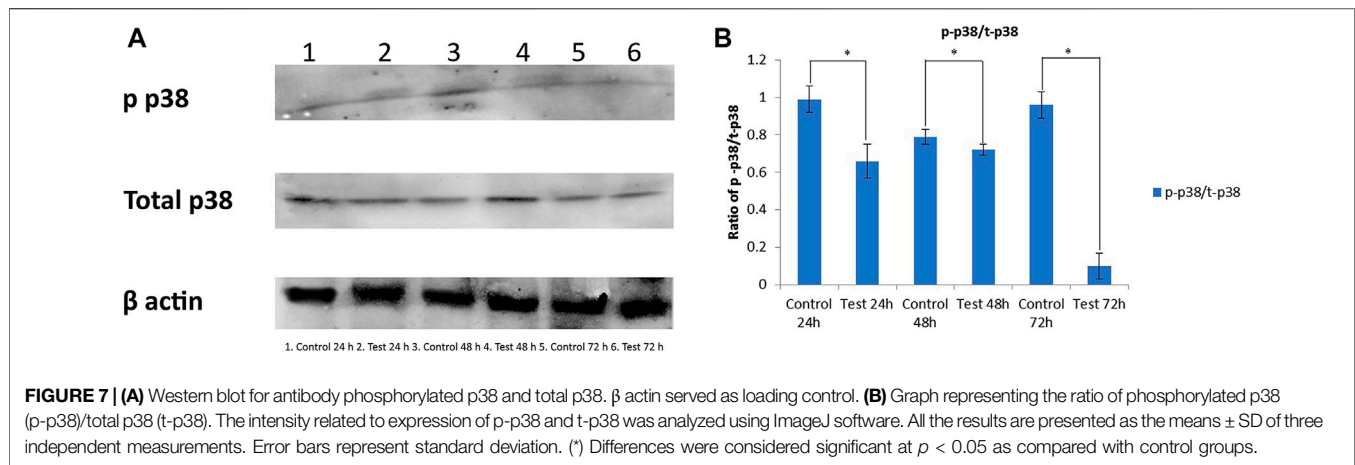 A
1 2 3 4 5 6
p p38
Total p38
β actin
1. Control 24 h 2. Test 24 h 3. Control 48 h 4. Test 48 h 5. Control 72 h 6. Test 72 h
B
p-p38/t-p38
Ratio of p -p38/t-p38
1.2
1
0.8
0.6
0.4
0.2
0
* * *
Control Test 24h Control Test 48h Control Test 72h
24h 48h 72h
p-p38/t-p38
FIGURE 7 | (A) Western blot for antibody phosphorylated p38 and total p38. β actin served as loading control. (B) Graph representing the ratio of phosphorylated p38
(p-p38)/total p38 (t-p38). The intensity related to expression of p-p38 and t-p38 was analyzed using ImageJ software. All the results are presented as the means ± SD of three
independent measurements. Error bars represent standard deviation. (*) Differences were considered significant at p < 0.05 as compared with control groups.